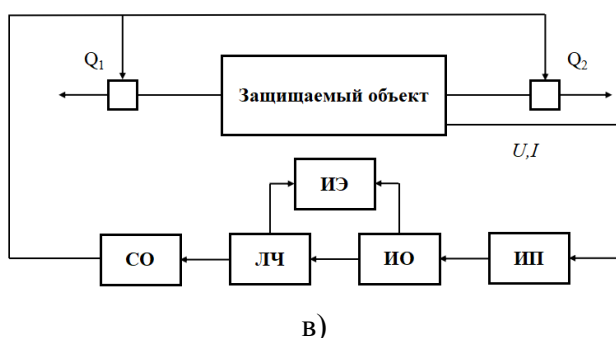 Q1 Q2
Защищаемый объект
U,I
ИЭ
СО ЛЧ ИО ИП
в)